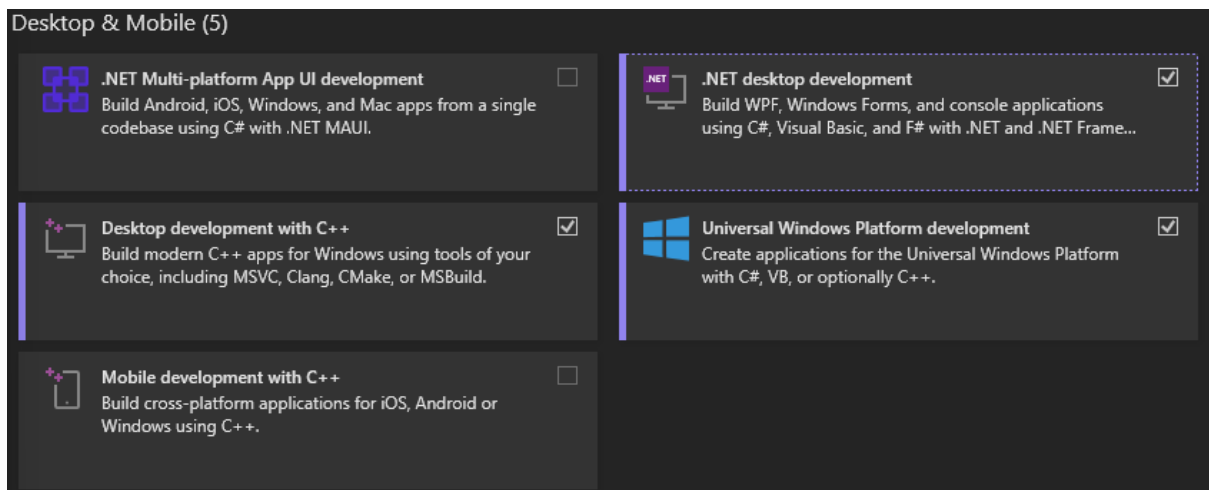 Desktop & Mobile (5)
.NET Multi-platform App UI development
Build Android, iOS, Windows, and Mac apps from a single
codebase using C# with .NET MAUI.
.NET
.NET desktop development
Build WPF, Windows Forms, and console applications
using C#, Visual Basic, and F# with .NET and .NET Frame...
Desktop development with C++
Build modern C++ apps for Windows using tools of your
choice, including MSVC, Clang, CMake, or MSBuild.
Universal Windows Platform development
Create applications for the Universal Windows Platform
with C#, VB, or optionally C++.
Mobile development with C++
Build cross-platform applications for iOS, Android or
Windows using C++.